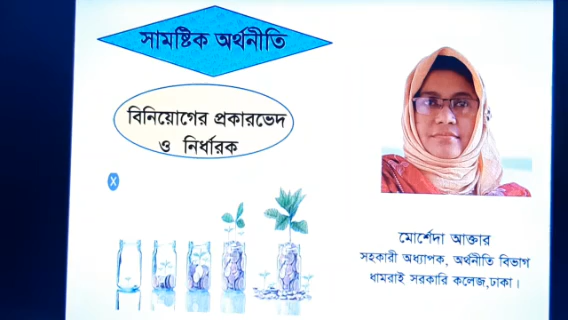 সামষ্টিক অর্থনীতি
বিনিয়োগের প্রকারভেদ
ও নির্ধারক
X
মোর্শেদা আক্তার
সহকারী অধ্যাপক, অর্থনীতি বিভাগ
ধামরাই সরকারি কলেজ,ঢাকা।